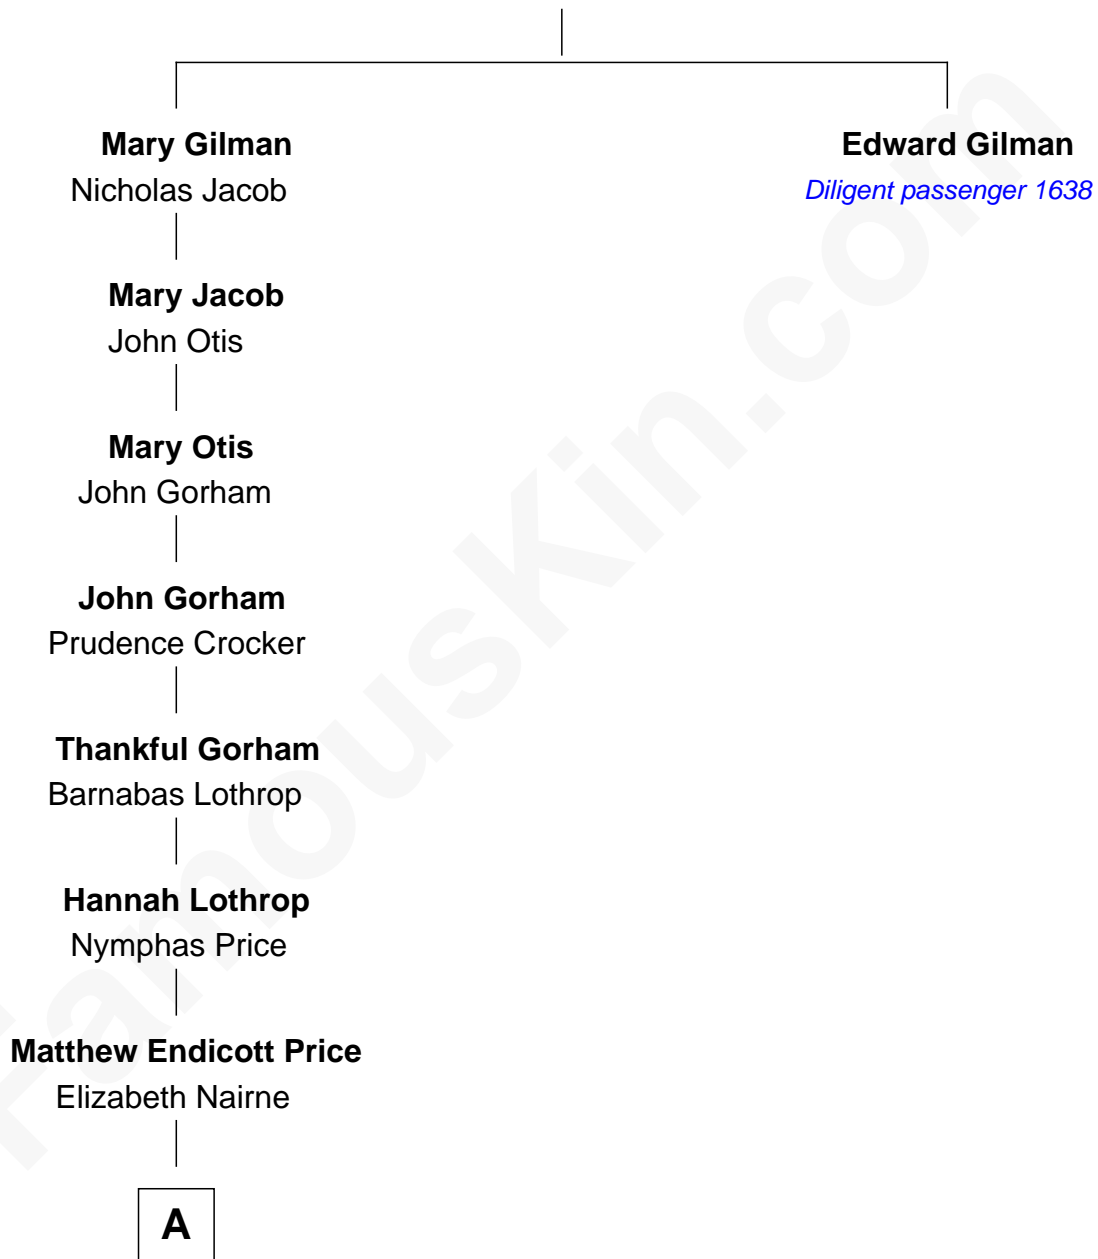 Mary Gilman
Nicholas Jacob
Edward Gilman
Diligent passenger 1638
Mary Jacob
John Otis
Mary Otis
John Gorham
John Gorham
Prudence Crocker
Thankful Gorham
Barnabas Lothrop
Hannah Lothrop
Nymphas Price
Matthew Endicott Price
Elizabeth Nairne
A
FamousKin.com